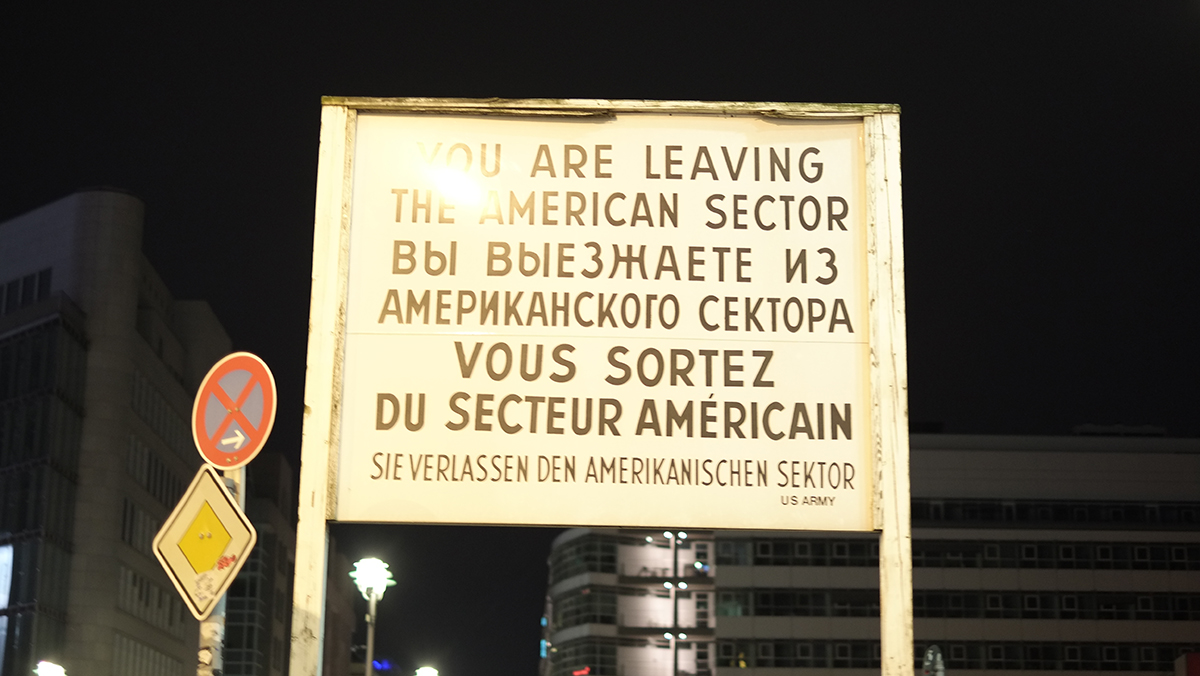 YOU ARE LEAVING
THE AMERICAN SECTOR
ВЫ ВЫЕЗЖАЕТЕ ИЗ
АМЕРИКАНСКОГО СЕКТОРА
VOUS SORTEZ
DU SECTEUR AMÉRICAIN
SIE VERLASSEN DEN AMERIKANISCHEN SEKTOR
US ARMY